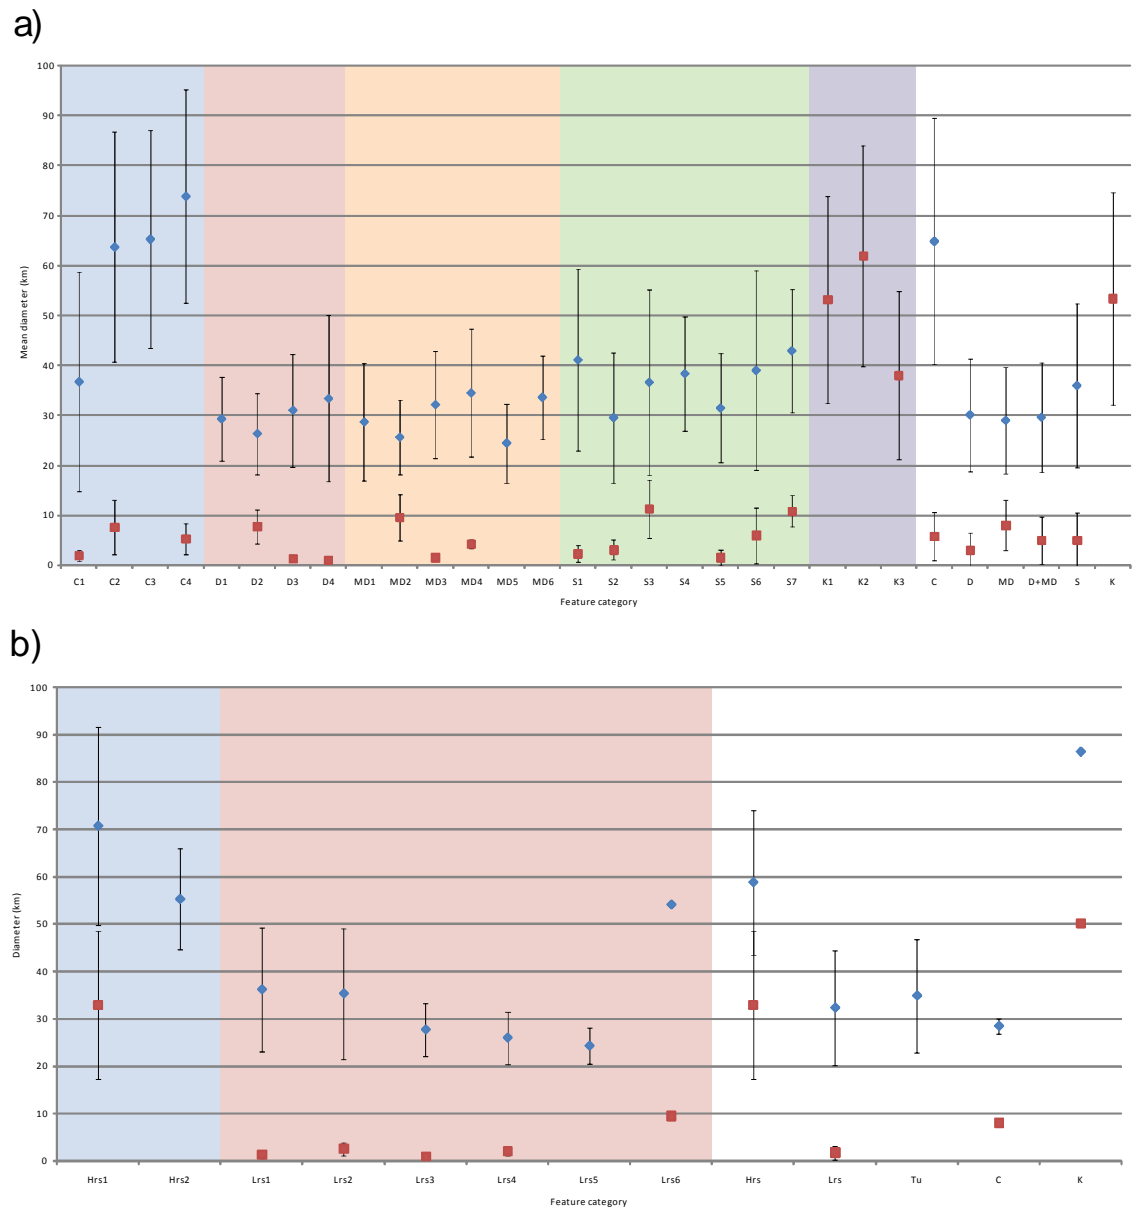 a)
100
90
80
70
60
50
40
30
20
10
0
Mean diameter (km)
C1 C2 C3 C4 D1 D2 D3 D4 MD1 MD2 MD3 MD4 MD5 MD6 S1 S2 S3 S4 S5 S6 S7 K1 K2 K3 C D MD D+MD S K
Feature category
b)
100
90
80
70
60
50
40
30
20
10
0
Diameter (km)
Hrs1 Hrs2 Lrs1 Lrs2 Lrs3 Lrs4 Lrs5 Lrs6 Hrs Lrs Tu C K
Feature category